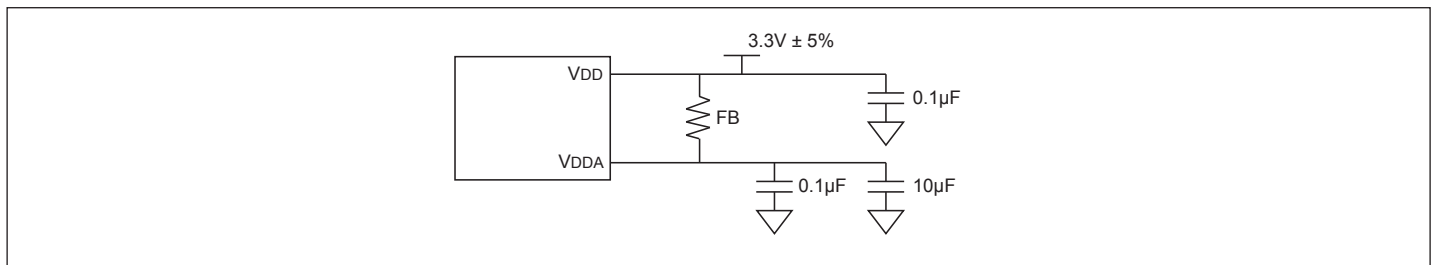 3.3V ± 5%
VDD
0.1µF
FB
VDDA
0.1µF
10µF